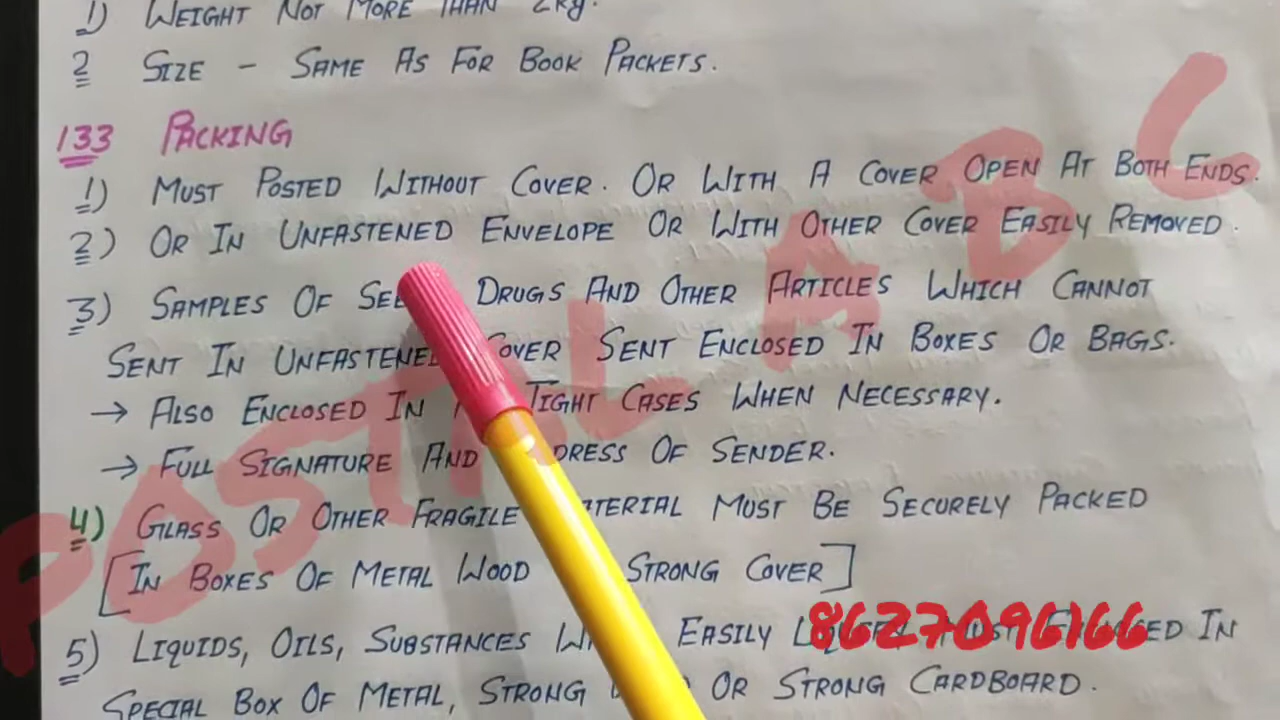 1) WEIGHT NOT MORE THAN 2Kg.
2 SIZE - SAME AS FOR BOOK PACKETS.
133 PACKING
1) MUST POSTED WITHOUT COVER. OR WITH A COVER OPEN AT BOTH ENDS.
2) OR IN UNFASTENED ENVELOPE OR WITH OTHER COVER EASILY REMOVED.
3) SAMPLES OF DRUGS AND OTHER ARTICLES WHICH CANNOT
SENT IN UNFASTENED COVER SENT ENCLOSED IN BOXES OR BAGS.
→ ALSO ENCLOSED IN TIGHT CASES WHEN NECESSARY.
→ FULL SIGNATURE AND ADDRESS OF SENDER.
4) GLASS OR OTHER FRAGILE MATERIAL MUST BE SECURELY PACKED
[IN BOXES OF METAL WOOD STRONG COVER]
5) LIQUIDS, OILS, SUBSTANCES EASILY MUST IN
SPECIAL BOX OF METAL, STRONG OR STRONG CARDBOARD.
POSTAL ABC
8627096166